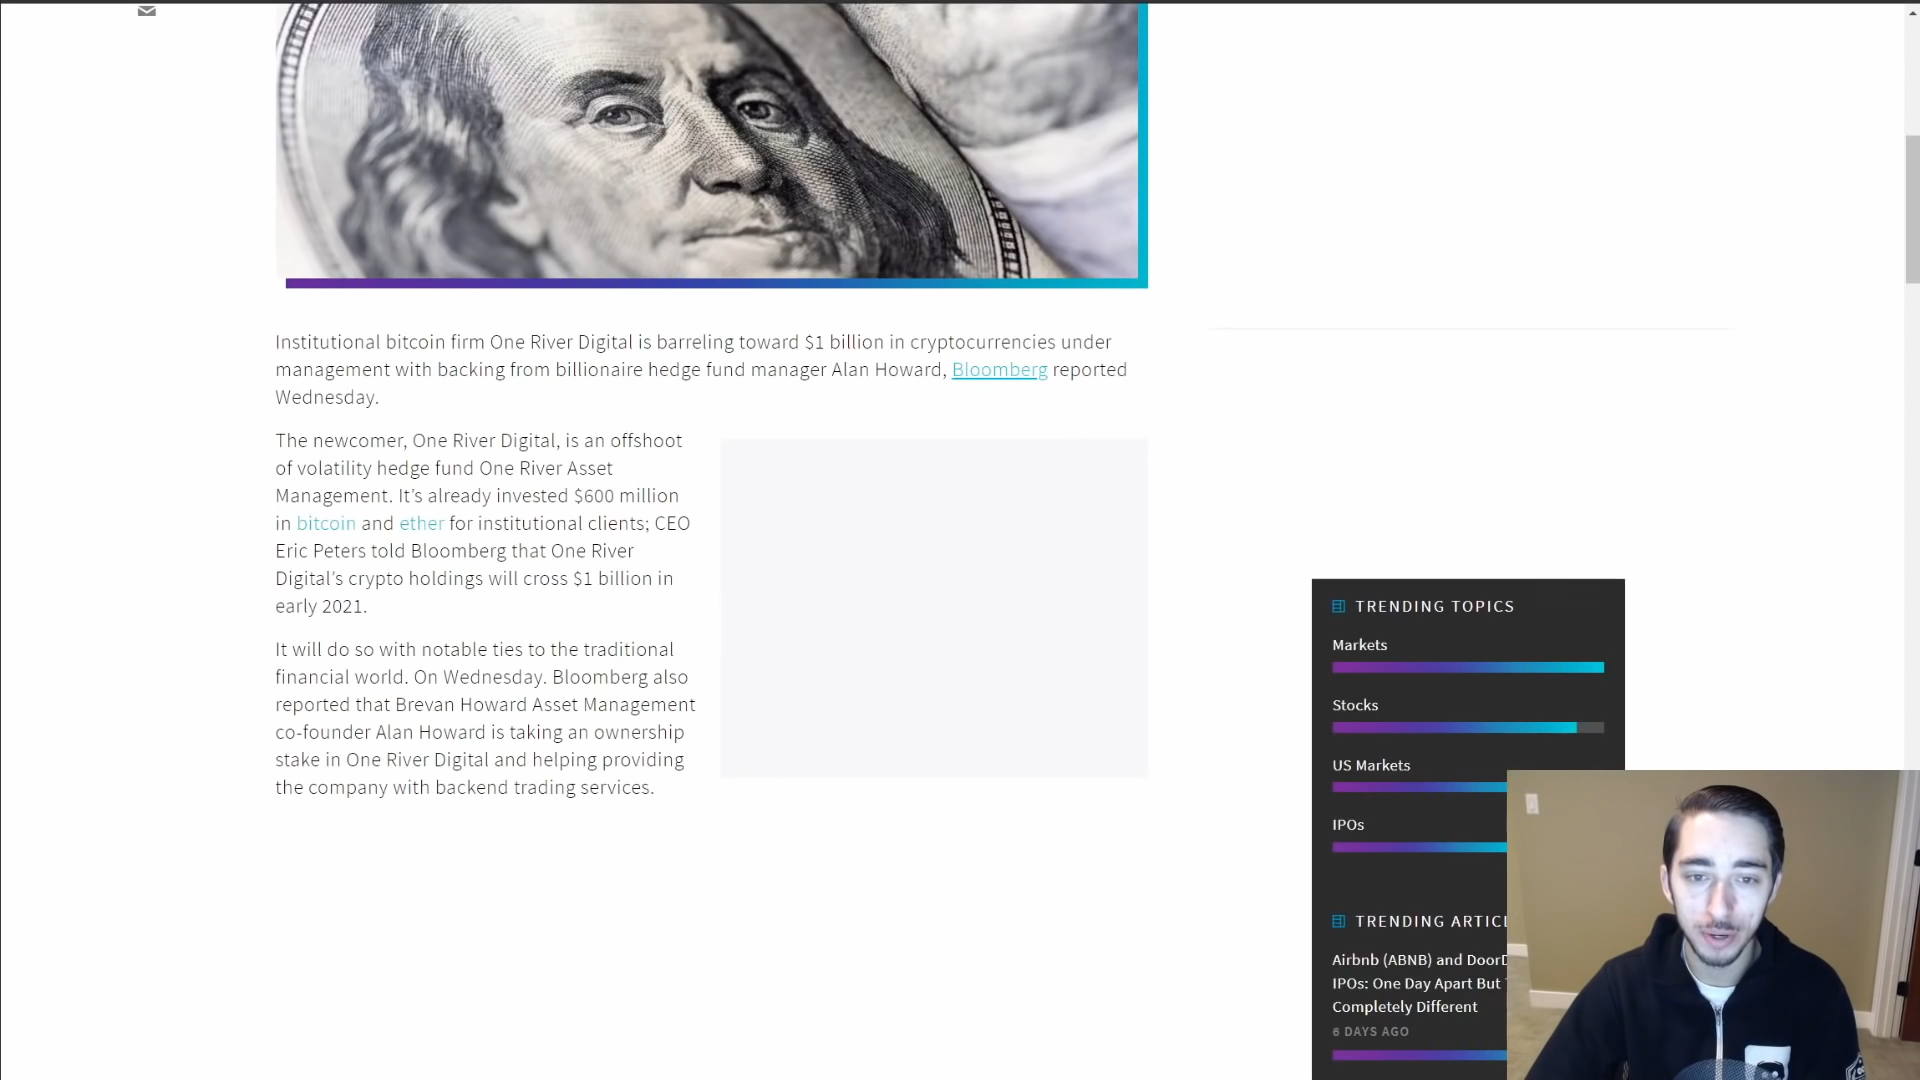 Institutional bitcoin firm One River Digital is barreling toward $1 billion in cryptocurrencies under
management with backing from billionaire hedge fund manager Alan Howard, Bloomberg reported
Wednesday.
The newcomer, One River Digital, is an offshoot
of volatility hedge fund One River Asset
Management. It’s already invested $600 million
in bitcoin and ether for institutional clients; CEO
Eric Peters told Bloomberg that One River
Digital’s crypto holdings will cross $1 billion in
early 2021.
It will do so with notable ties to the traditional
financial world. On Wednesday. Bloomberg also
reported that Brevan Howard Asset Management
co-founder Alan Howard is taking an ownership
stake in One River Digital and helping providing
the company with backend trading services.
TRENDING TOPICS
Markets
Stocks
US Markets
IPOs
TRENDING ARTIC
Airbnb (ABNB) and DoorD
IPOs: One Day Apart But
Completely Different
6 DAYS AGO